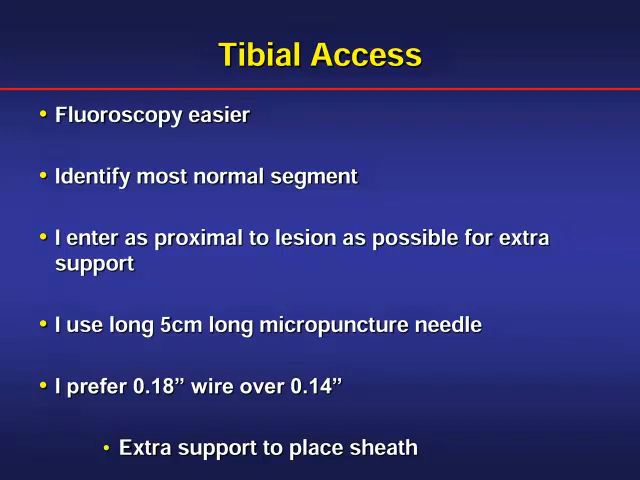 Tibial Access
• Fluoroscopy easier
• Identify most normal segment
• I enter as proximal to lesion as possible for extra
support
• I use long 5cm long micropuncture needle
• I prefer 0.18” wire over 0.14”
• Extra support to place sheath